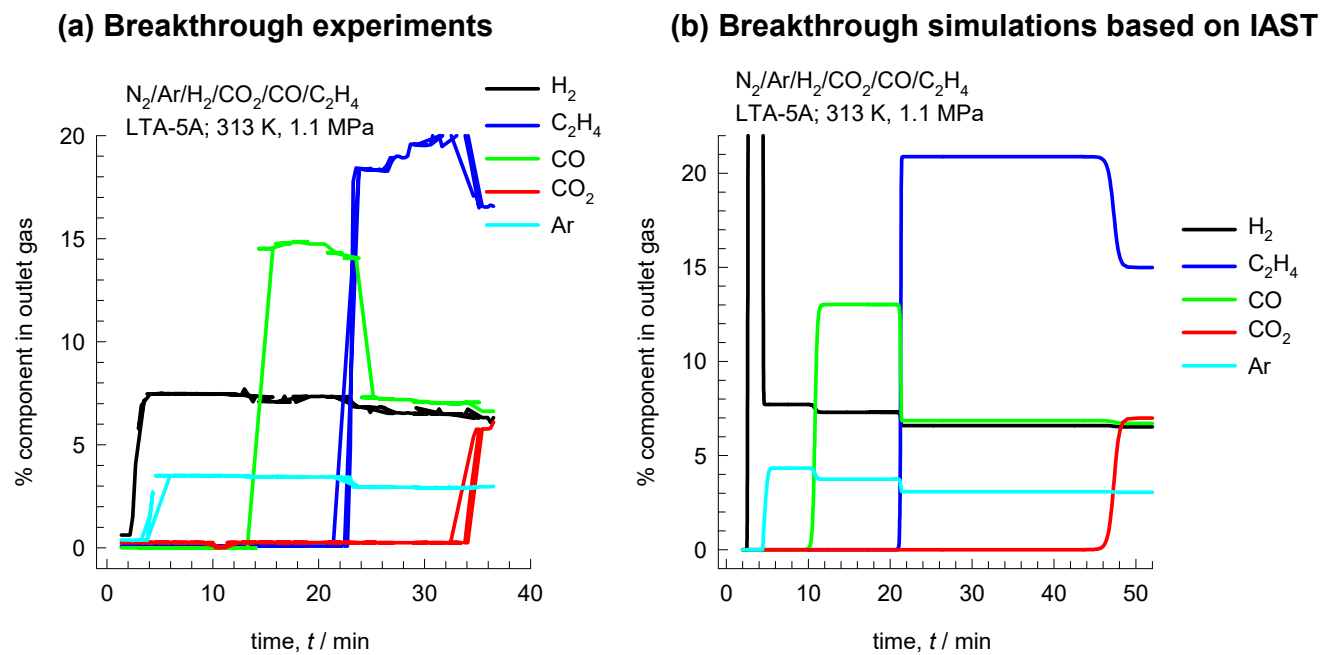 (a) Breakthrough experiments
N₂/Ar/H₂/CO₂/CO/C₂H₄
LTA-5A; 313 K, 1.1 MPa
H₂
C₂H₄
CO
CO₂
Ar
% component in outlet gas
20
15
10
5
0
0 10 20 30 40
time, t / min
(b) Breakthrough simulations based on IAST
N₂/Ar/H₂/CO₂/CO/C₂H₄
LTA-5A; 313 K, 1.1 MPa
H₂
C₂H₄
CO
CO₂
Ar
% component in outlet gas
20
15
10
5
0
0 10 20 30 40 50
time, t / min